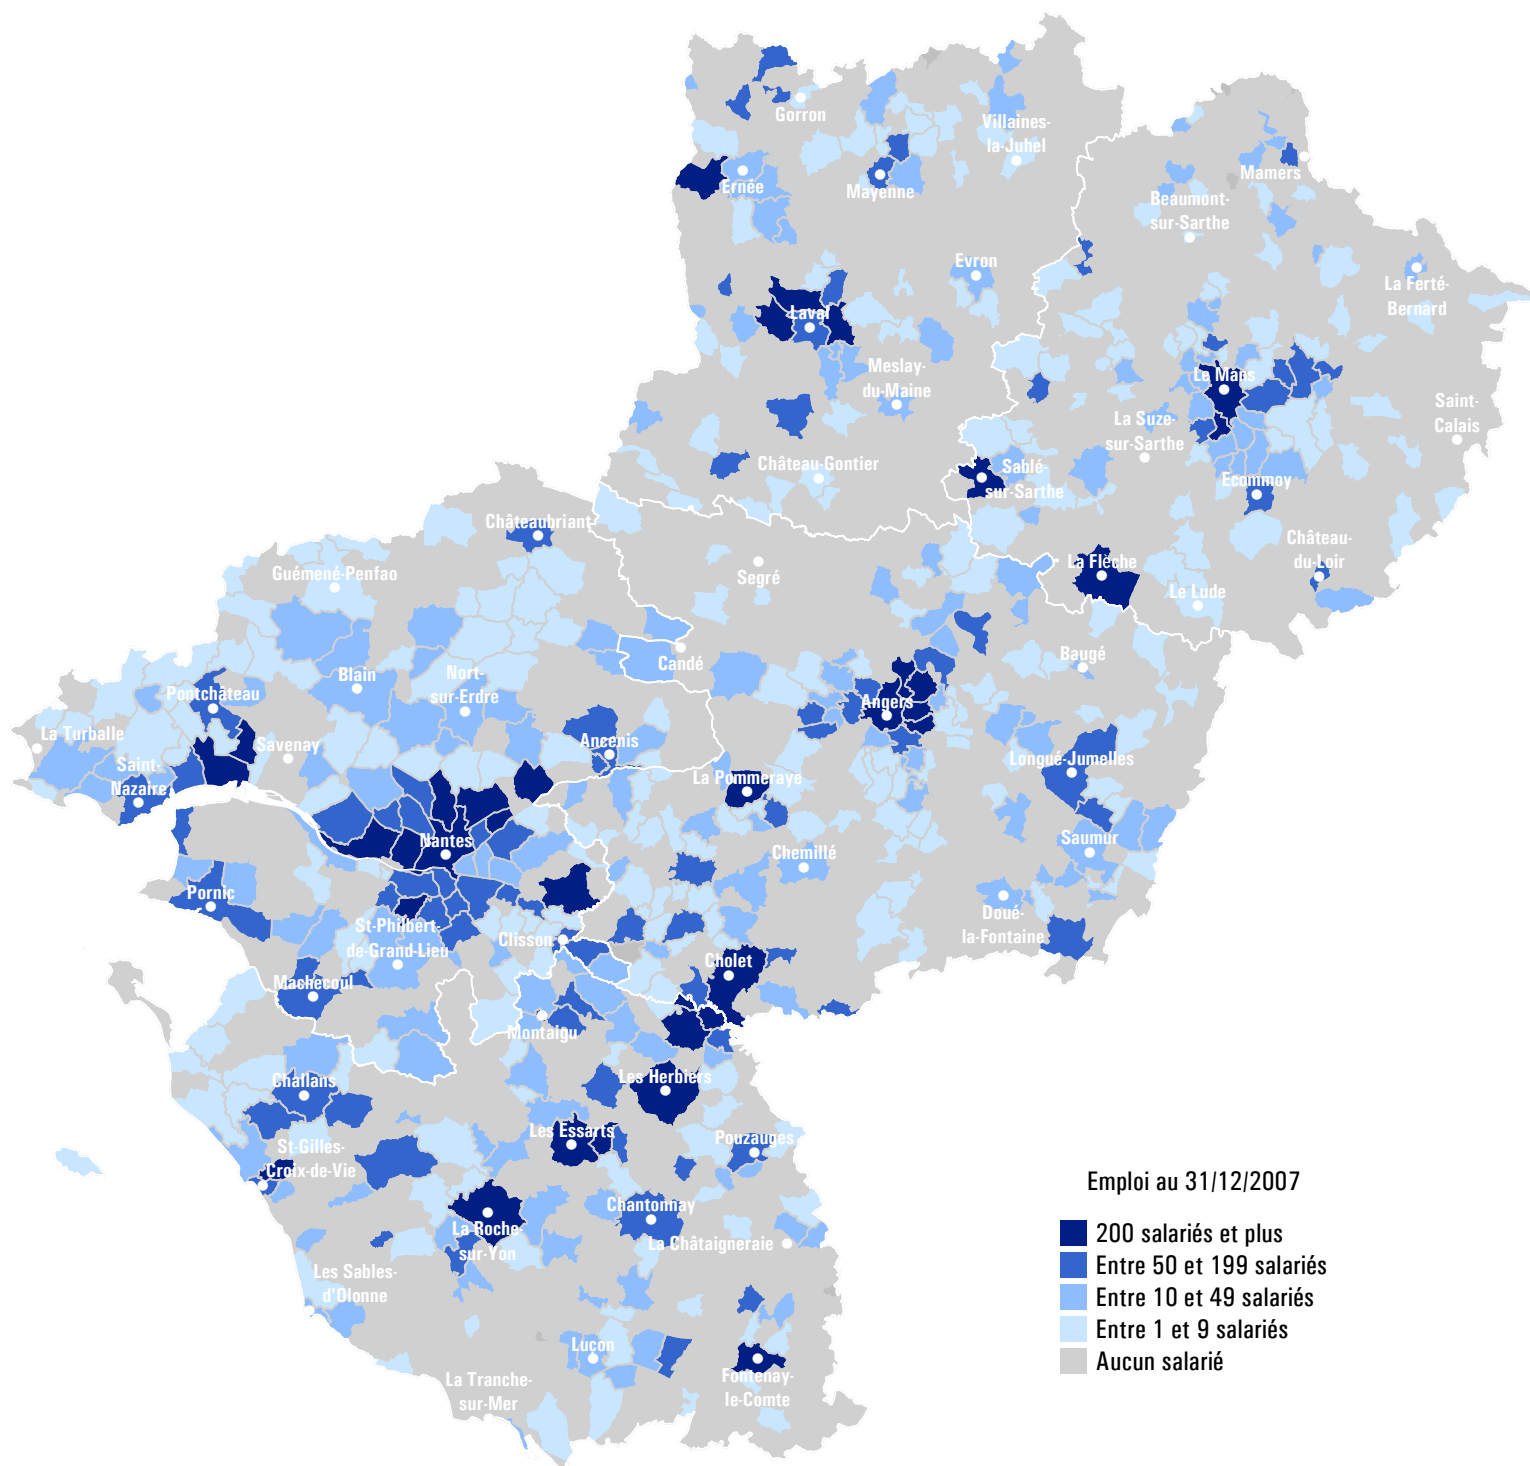 Gorron
Villaines-
la-Juhel
Ernée
Mayenne
Mamers
Beaumont-
sur-Sarthe
Evron
La Ferté-
Bernard
Laval
Meslay-
du-Maine
Le Mans
Saint-
Calais
La Suze-
sur-Sarthe
Château-Gontier
Sablé-
sur-Sarthe
Ecommoy
Châteaubriant
Château-
du-Loir
Guémené-Penfao
Segré
La Flèche
Le Lude
Candé
Baugé
Blain
Nort-
sur-Erdre
Pontchâteau
Angers
La Turballe
Savenay
Ancenis
Saint-
Nazaire
La Pommeraye
Longué-Jumelles
Nantes
Chemillé
Saumur
Pornic
St-Philbert-
de-Grand-Lieu
Clisson
Doué-
la-Fontaine
Cholet
Machecoul
Montaigu
Challans
Les Herbiers
Les Essarts
Pouzauges
St-Gilles-
Croix-de-Vie
Chantonnay
La Roche-
sur-Yon
La Châtaigneraie
Les Sables-
d'Olonne
Luçon
La Tranche-
sur-Mer
Fontenay-
le-Comte
Emploi au 31/12/2007
200 salariés et plus
Entre 50 et 199 salariés
Entre 10 et 49 salariés
Entre 1 et 9 salariés
Aucun salarié